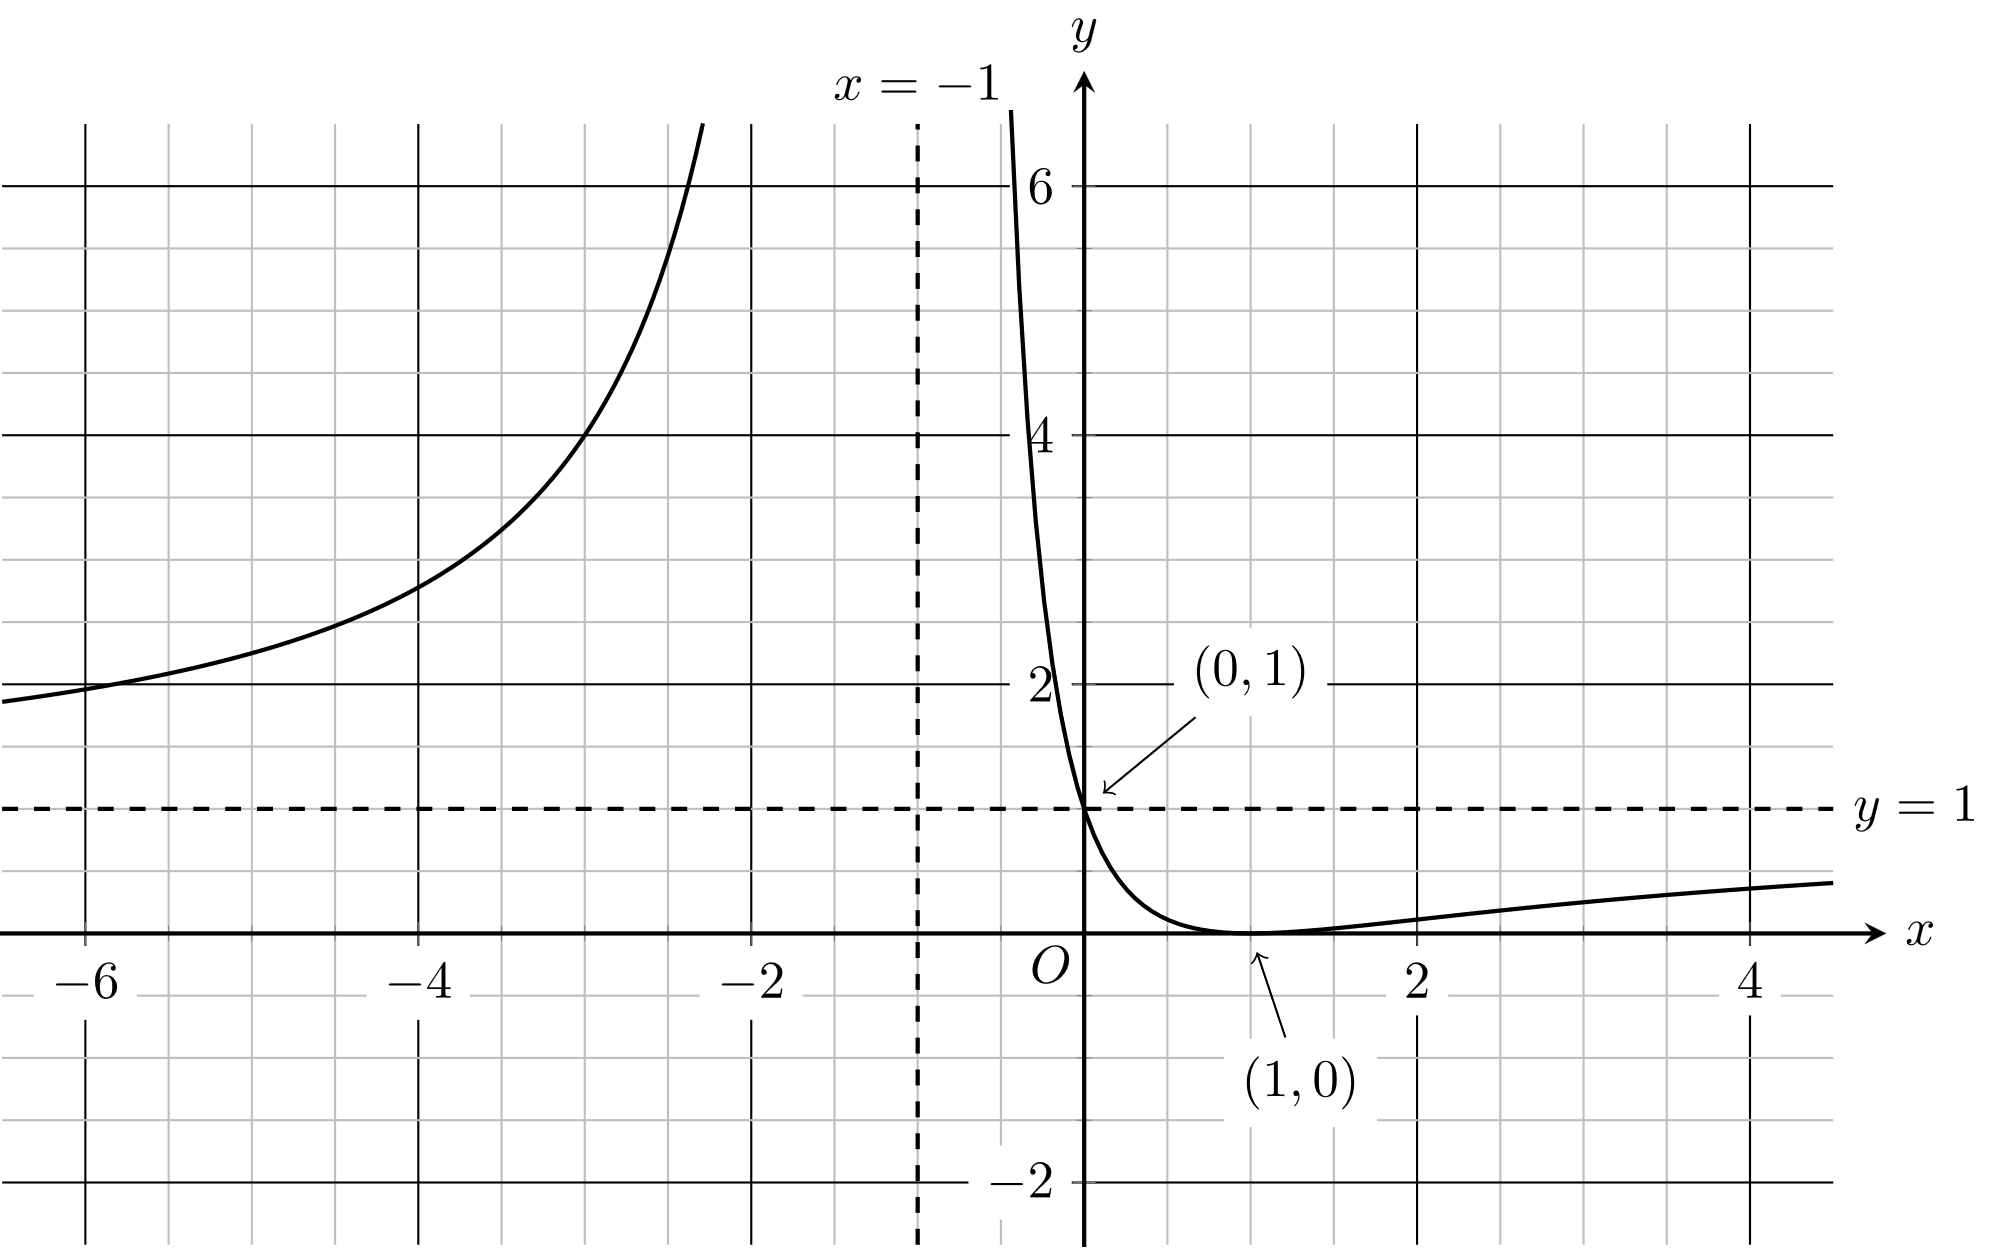 y
x = −1
6
4
2
(0, 1)
y = 1
x
O
−6 −4 −2 2 4
(1, 0)
−2